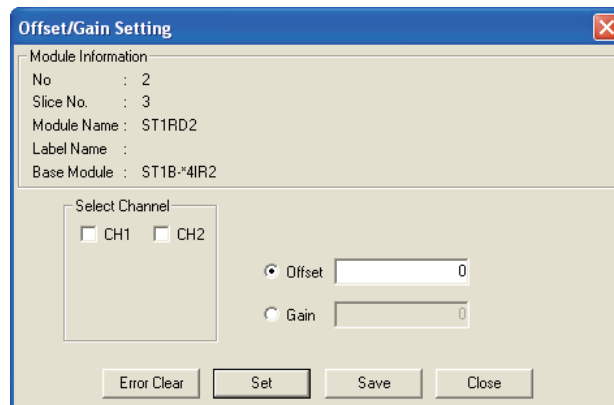 Offset/Gain Setting
Module Information
No : 2
Slice No. : 3
Module Name : ST1RD2
Label Name :
Base Module : ST1B-*4IR2
Select Channel
CH1 CH2
Offset 0
Gain 0
Error Clear Set Save Close